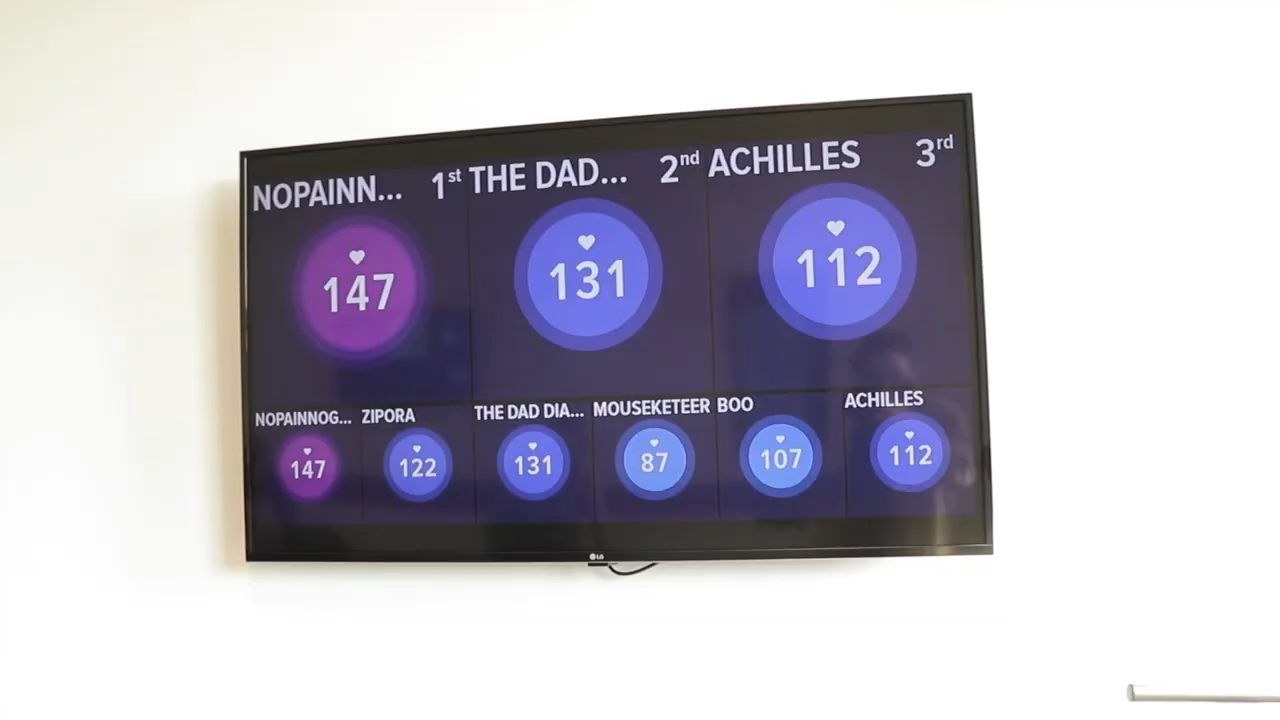 NOPAINN... 1st THE DAD... 2nd ACHILLES 3rd
147 131 112
NOPAINNOG... ZIPORA THE DAD DIA... MOUSEKETEER BOO ACHILLES
147 122 131 87 107 112
LG